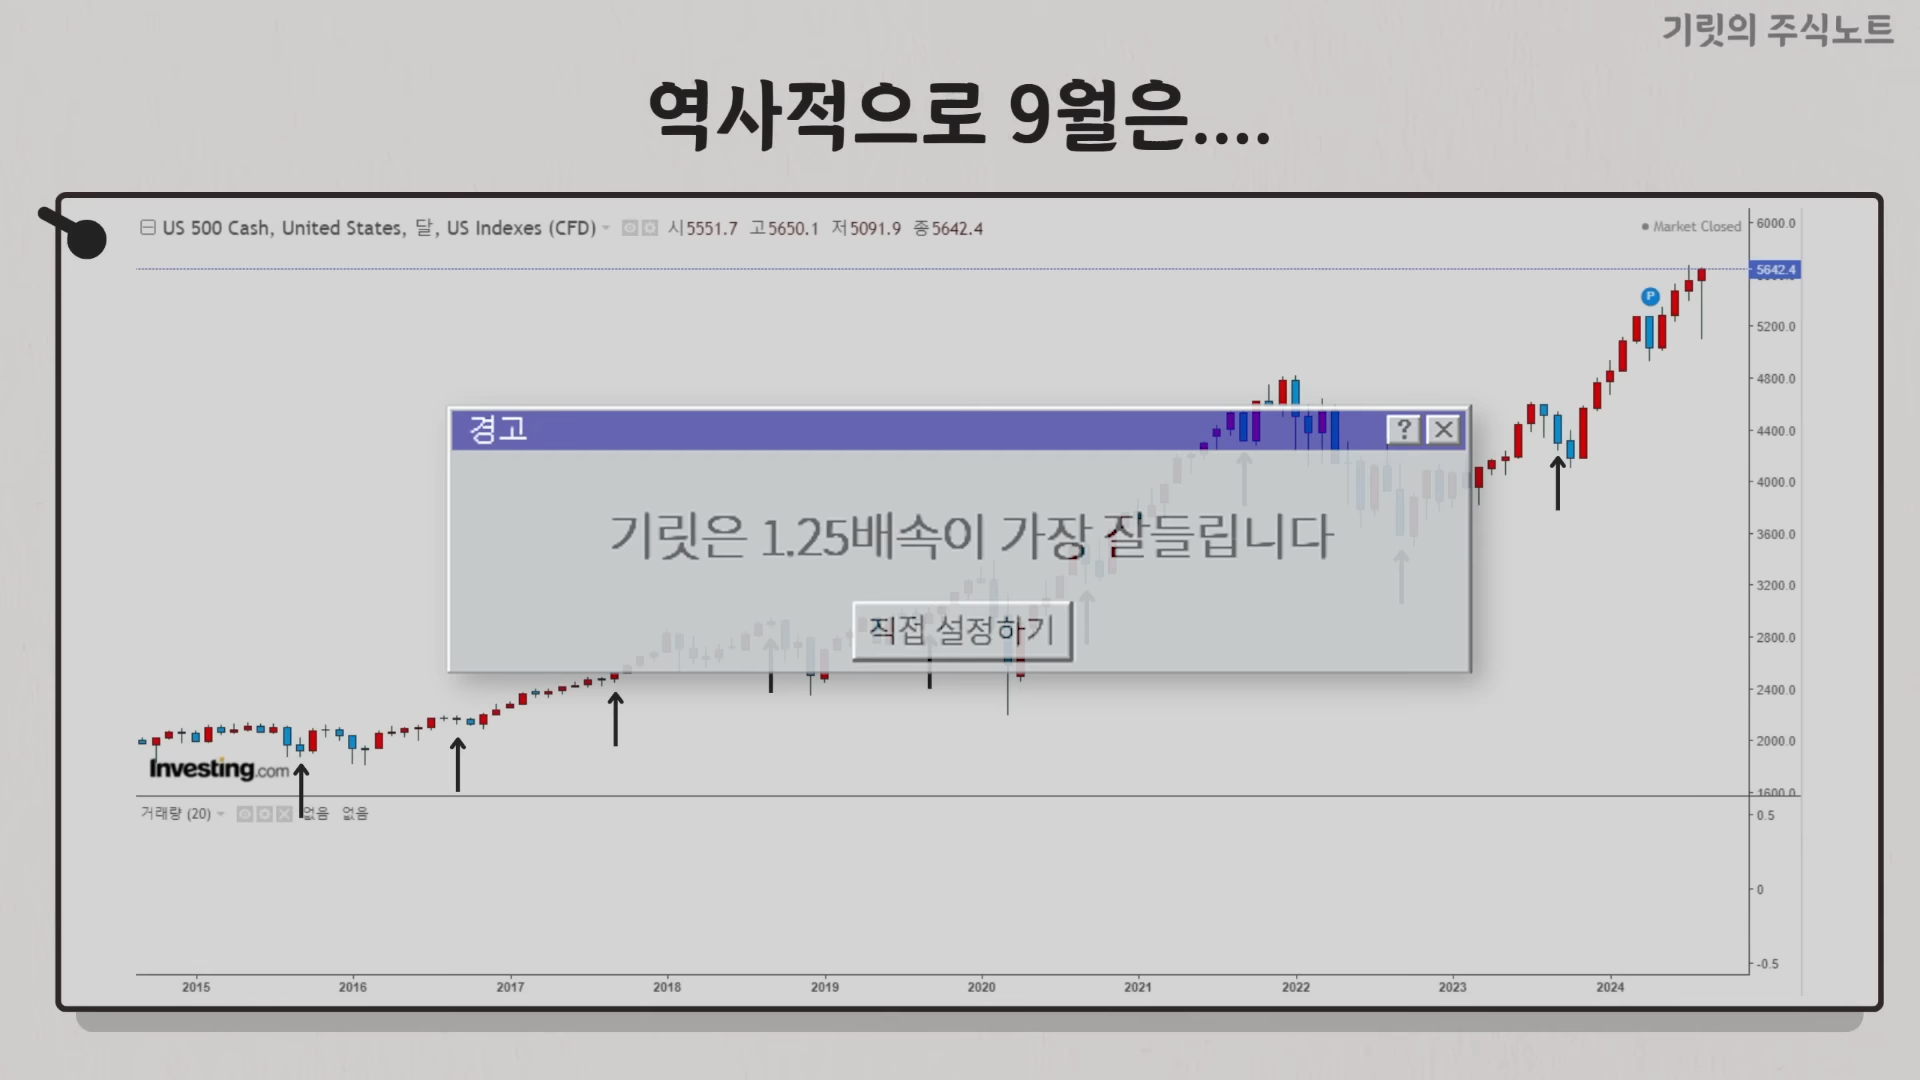 기릿의 주식노트
역사적으로 9월은....
US 500 Cash, United States, 달, US Indexes (CFD) 시5551.7 고5650.1 저5091.9 종5642.4
Market Closed
6000.0
5642.4
P
5200.0
4800.0
경고
? X
4400.0
4000.0
기릿은 1.25배속이 가장 잘들립니다
3600.0
3200.0
직접 설정하기
2800.0
2400.0
2000.0
Investing.com
1600.0
거래량 (20) 없음 없음
0.5
0
-0.5
2015 2016 2017 2018 2019 2020 2021 2022 2023 2024